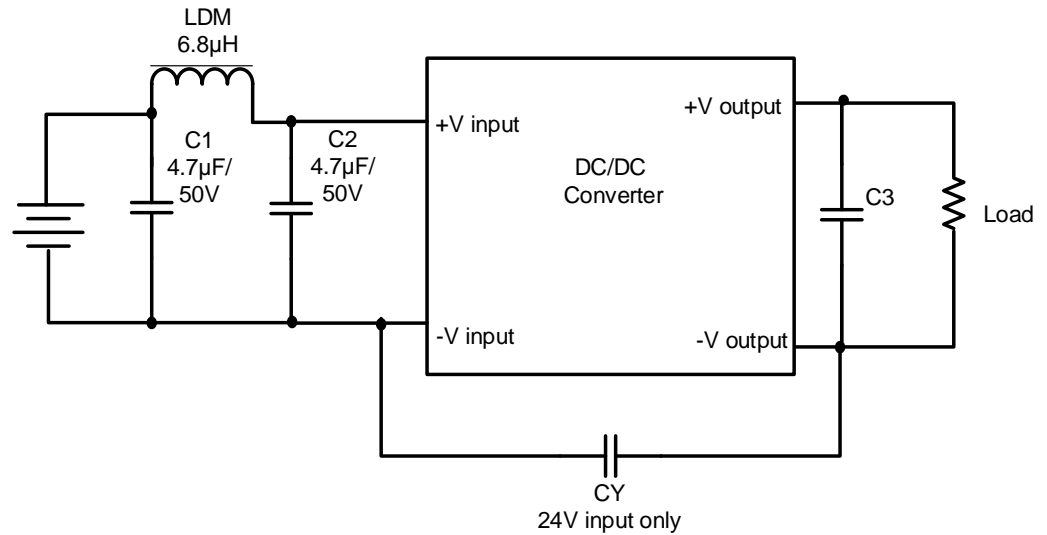 LDM
6.8µH
C1
4.7µF/
50V
C2
4.7µF/
50V
+V input
-V input
DC/DC
Converter
+V output
-V output
C3
Load
CY
24V input only